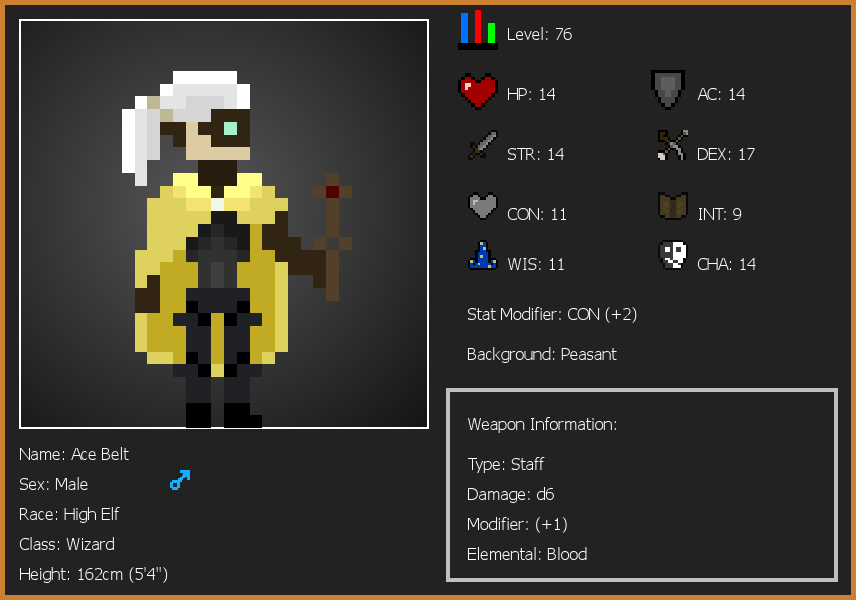 Level: 76
HP: 14
AC: 14
STR: 14
DEX: 17
CON: 11
INT: 9
WIS: 11
CHA: 14
Stat Modifier: CON (+2)
Background: Peasant
Weapon Information:
Type: Staff
Damage: d6
Modifier: (+1)
Elemental: Blood
Name: Ace Belt
Sex: Male
Race: High Elf
Class: Wizard
Height: 162cm (5'4")